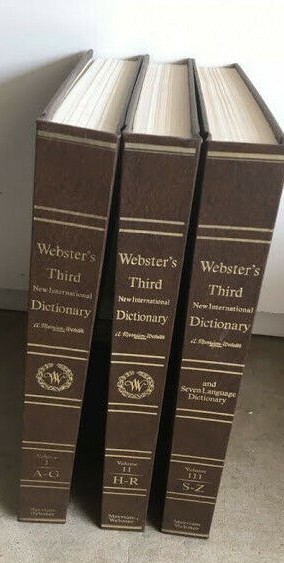 Webster's
Third
New International
Dictionary
a Merriam-Webster
W
Volume
I
A-G
Merriam-
Webster
Webster's
Third
New International
Dictionary
a Merriam-Webster
W
Volume
II
H-R
Merriam-
Webster
Webster's
Third
New International
Dictionary
a Merriam-Webster
and
Seven Language
Dictionary
Volume
III
S-Z
Merriam-
Webster